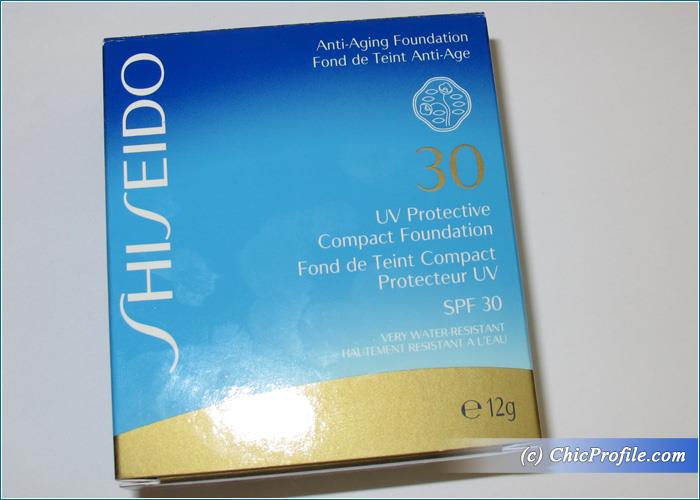 SHISEIDO
Anti-Aging Foundation
Fond de Teint Anti-Age
30
UV Protective
Compact Foundation
Fond de Teint Compact
Protecteur UV
SPF 30
VERY WATER-RESISTANT
HAUTEMENT RESISTANT A L'EAU
℮ 12g
(c) ChicProfile.com